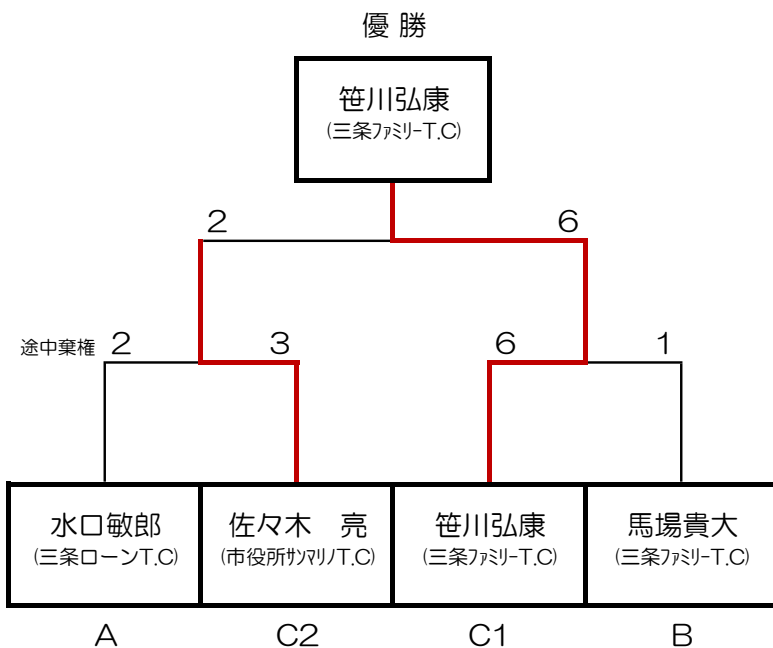 優 勝
笹川弘康
(三条ﾌｧﾐﾘｰT.C)
2 6
途中棄権 2 3 6 1
水口敏郎 佐々木　亮 笹川弘康 馬場貴大
(三条ローンT.C) (市役所ｻﾝﾏﾘﾉT.C) (三条ﾌｧﾐﾘｰT.C) (三条ﾌｧﾐﾘｰT.C)
A C2 C1 B